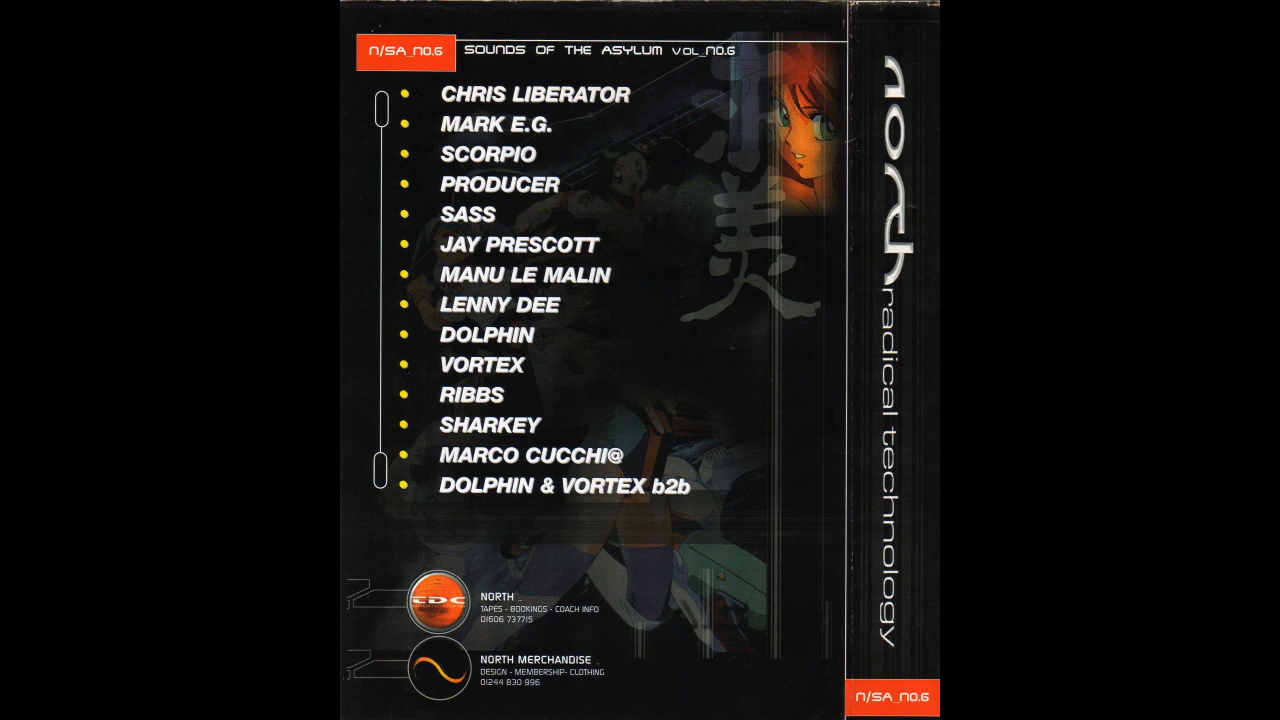 n/SA_no.6
SOUNDS OF THE ASYLUM VOL_NO.6
CHRIS LIBERATOR
MARK E.G.
SCORPIO
PRODUCER
SASS
JAY PRESCOTT
MANU LE MALIN
LENNY DEE
DOLPHIN
VORTEX
RIBBS
SHARKEY
MARCO CUCCHI@
DOLPHIN & VORTEX b2b
NORTH
TAPES - BOOKINGS - COACH INFO
01606 737715
NORTH MERCHANDISE
DESIGN - MEMBERSHIP- CLOTHING
01244 830 996
north
radical technology
n/SA_no.6
美